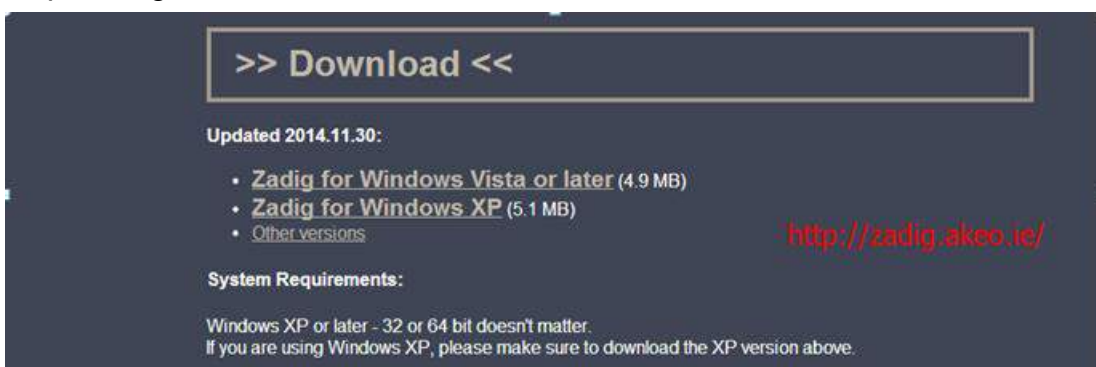 >> Download <<
Updated 2014.11.30:
• Zadig for Windows Vista or later (4.9 MB)
• Zadig for Windows XP (5.1 MB)
• Other versions
http://zadig.akeo.ie/
System Requirements:
Windows XP or later - 32 or 64 bit doesn't matter.
If you are using Windows XP, please make sure to download the XP version above.